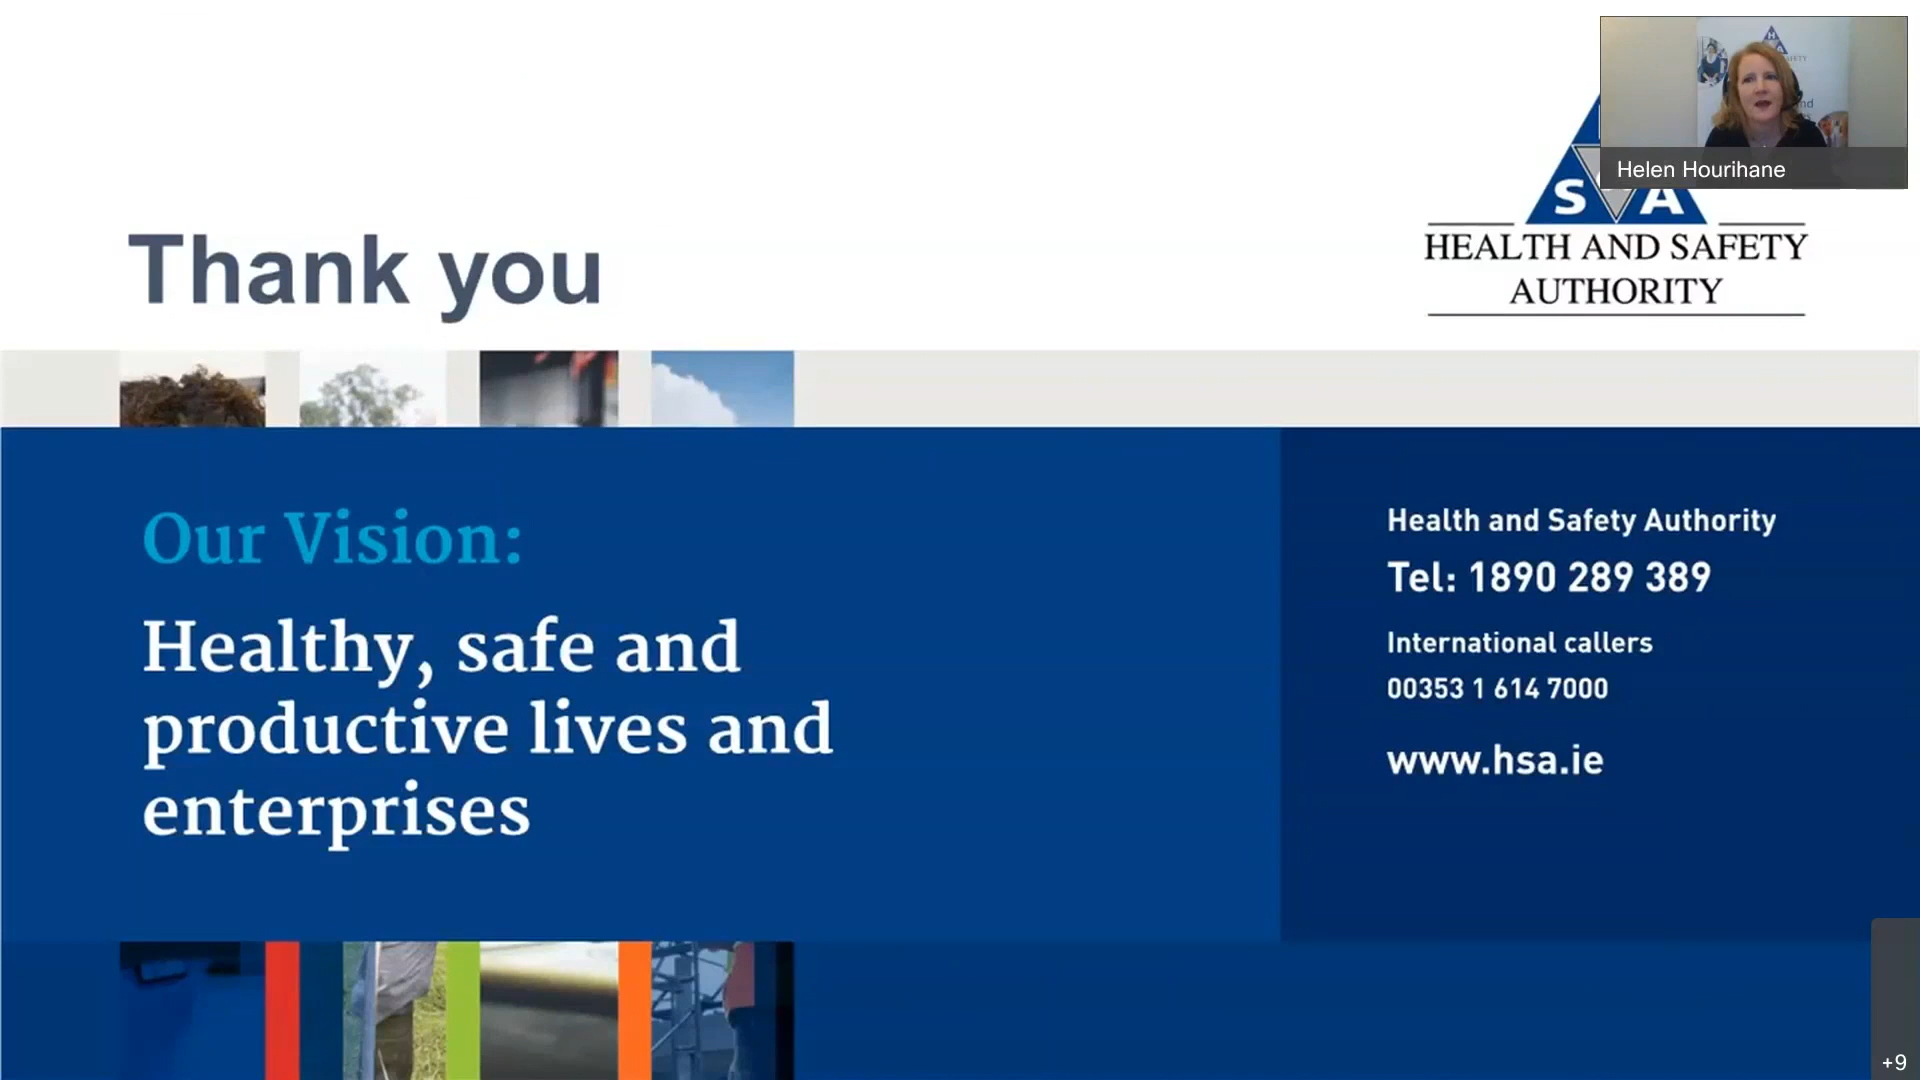 Helen Hourihane
S A
HEALTH AND SAFETY
AUTHORITY
Thank you
Our Vision:
Healthy, safe and
productive lives and
enterprises
Health and Safety Authority
Tel: 1890 289 389
International callers
00353 1 614 7000
www.hsa.ie
+9